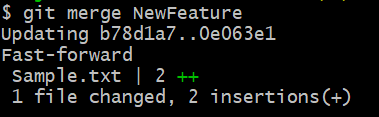 $ git merge NewFeature
Updating b78d1a7..0e063e1
Fast-forward
 Sample.txt | 2 ++
 1 file changed, 2 insertions(+)